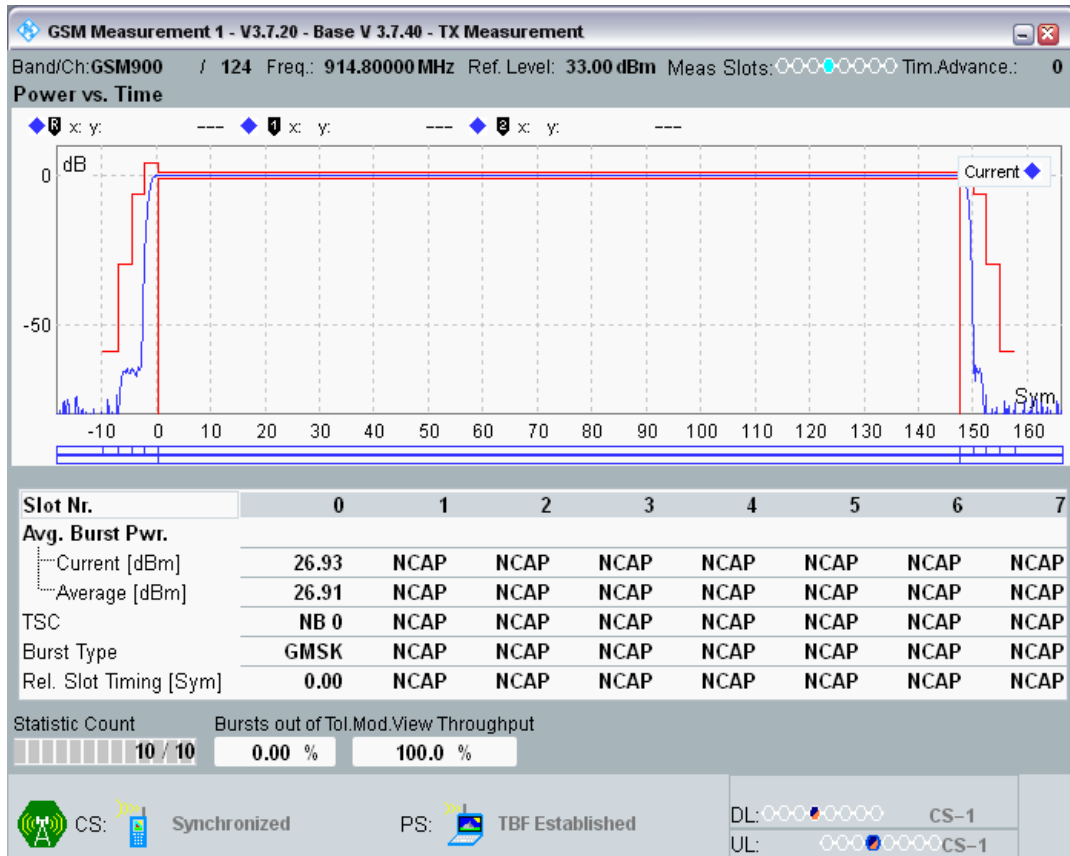 GSM Measurement 1 - V3.7.20 - Base V 3.7.40 - TX Measurement
Band/Ch:GSM900 / 124 Freq.: 914.80000 MHz Ref. Level: 33.00 dBm Meas Slots: Tim.Advance.: 0
Power vs. Time
R x: y: --- 1 x: y: --- 2 x: y: ---
dB
Current
0
-50
Sym
-10 0 10 20 30 40 50 60 70 80 90 100 110 120 130 140 150 160
Slot Nr. 0 1 2 3 4 5 6 7
Avg. Burst Pwr.
Current [dBm] 26.93 NCAP NCAP NCAP NCAP NCAP NCAP NCAP
Average [dBm] 26.91 NCAP NCAP NCAP NCAP NCAP NCAP NCAP
TSC NB 0 NCAP NCAP NCAP NCAP NCAP NCAP NCAP
Burst Type GMSK NCAP NCAP NCAP NCAP NCAP NCAP NCAP
Rel. Slot Timing [Sym] 0.00 NCAP NCAP NCAP NCAP NCAP NCAP NCAP
Statistic Count Bursts out of Tol.Mod.View Throughput
10 / 10 0.00 % 100.0 %
CS: Synchronized PS: TBF Established
DL: CS-1
UL: CS-1